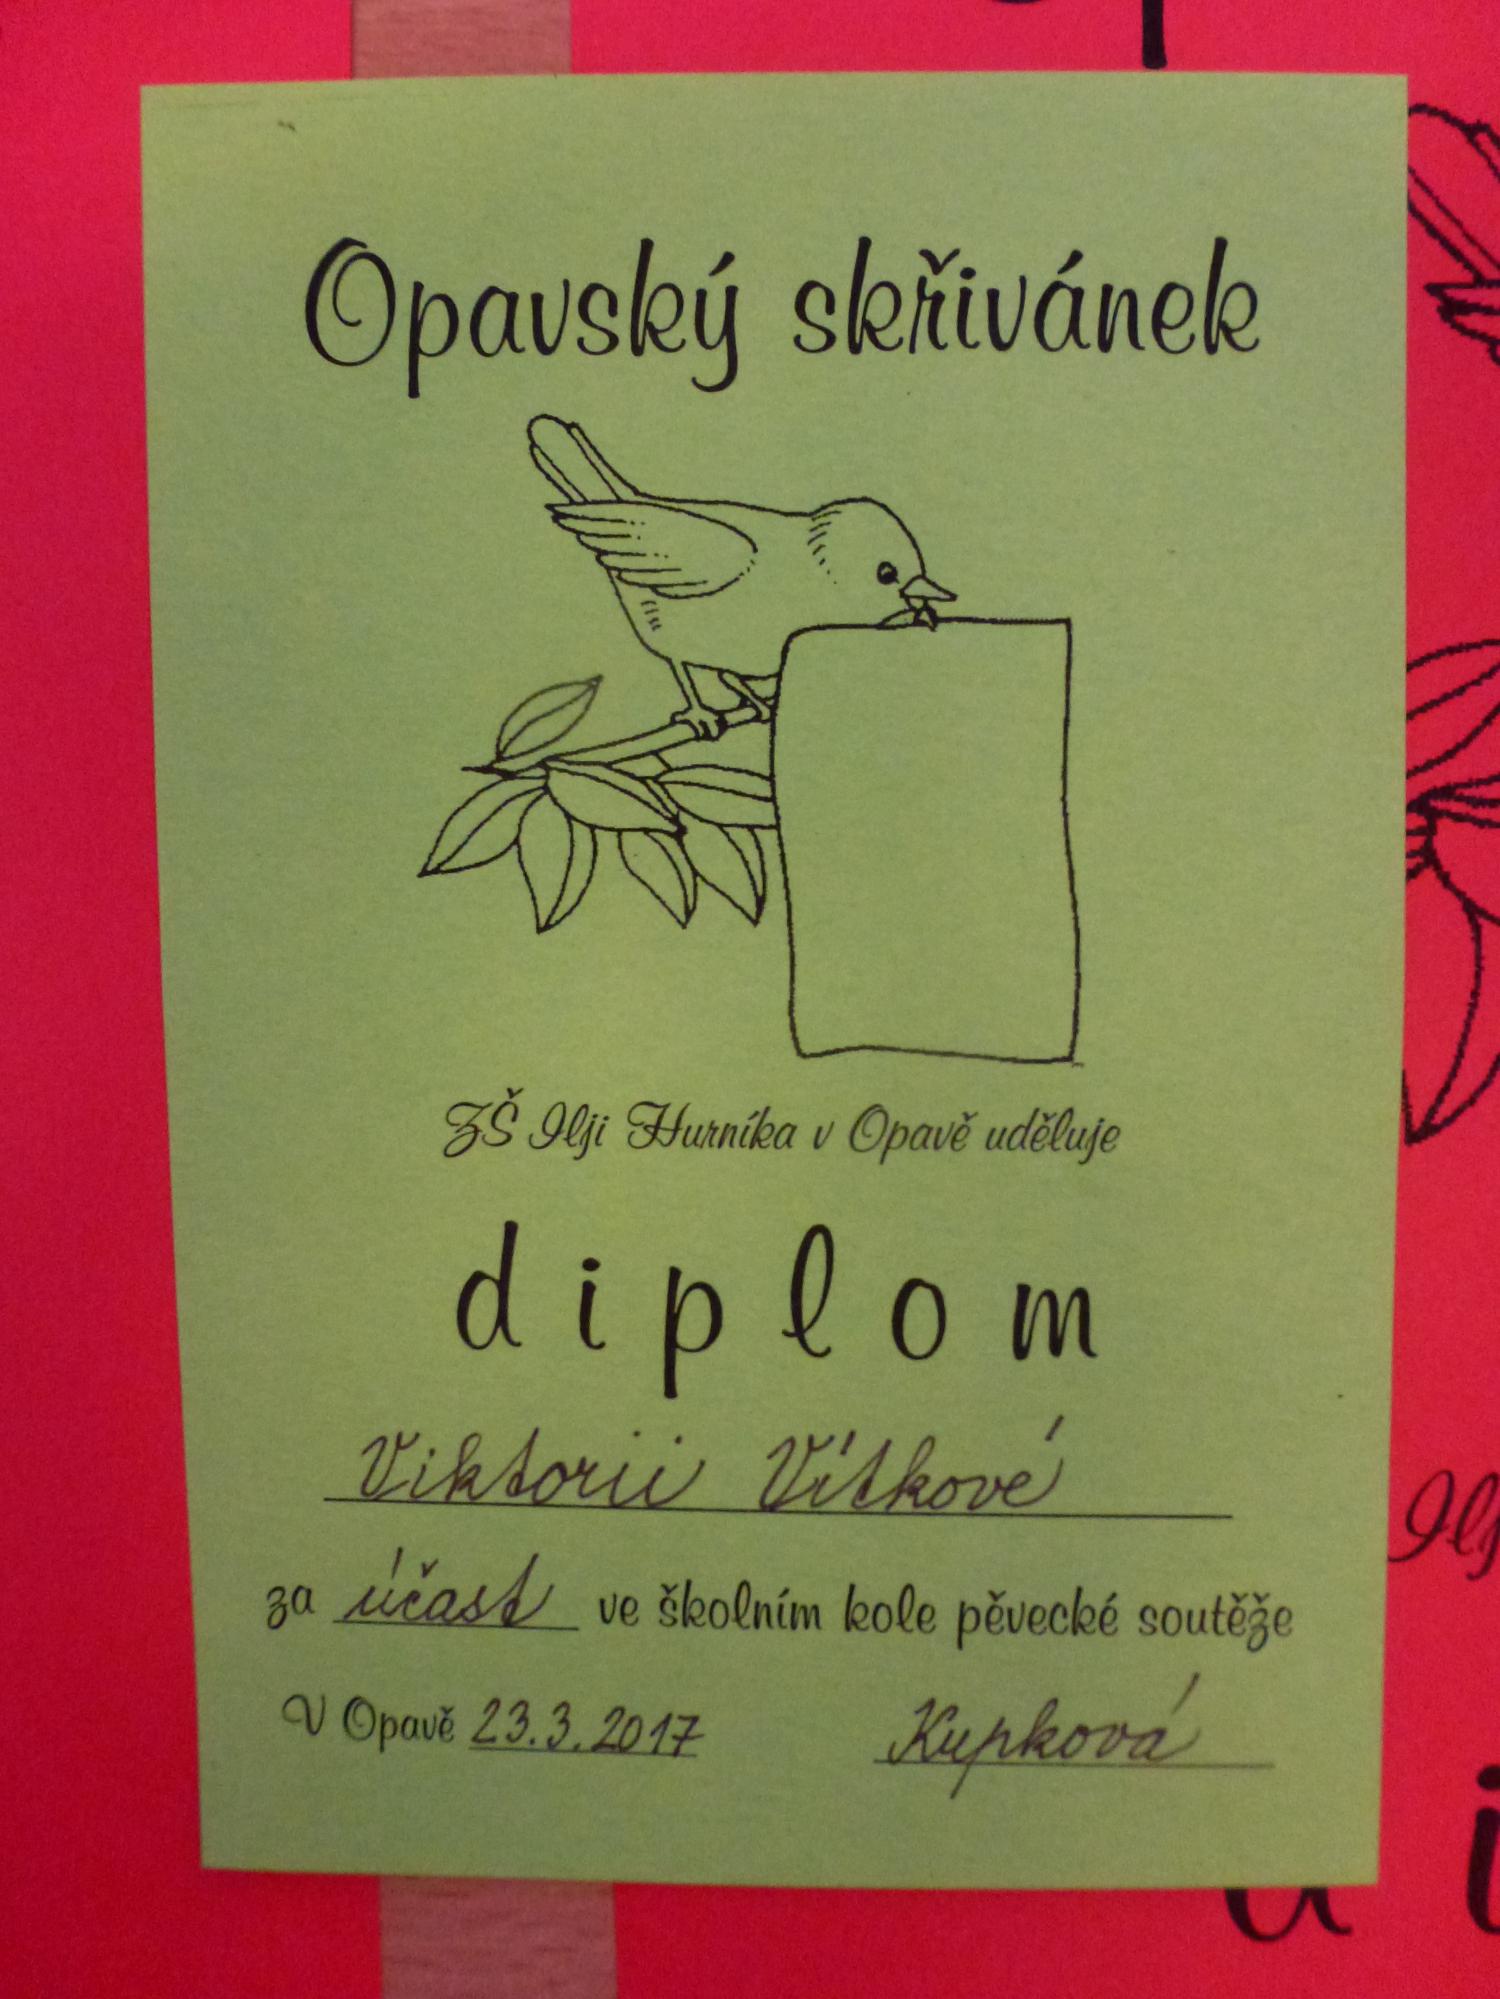 Opavský skřivánek
ZŠ Ilji Hurníka v Opavě uděluje
diplom
Viktorii Vítkové
za účast ve školním kole pěvecké soutěže
V Opavě 23.3.2017 Kupková